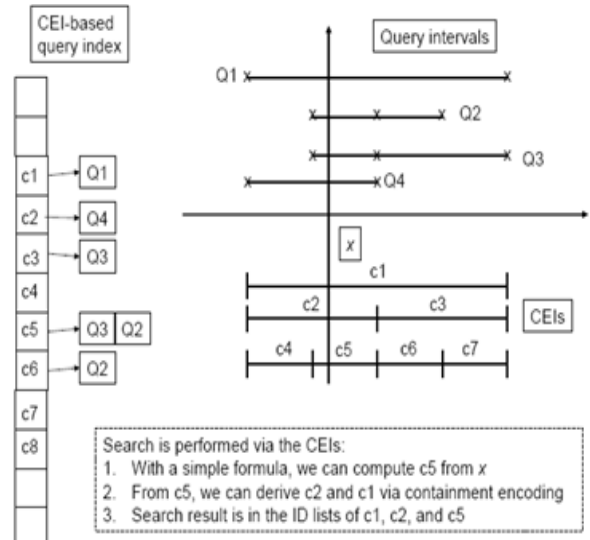 CEI-based
query index
Query intervals
Q1
Q2
Q3
Q4
c1
Q1
c2
Q4
c3
Q3
c4
c5
Q3 Q2
c6
Q2
c7
c8
x
c1
c2 c3
CEIs
c4 c5 c6 c7
Search is performed via the CEIs:
1. With a simple formula, we can compute c5 from x
2. From c5, we can derive c2 and c1 via containment encoding
3. Search result is in the ID lists of c1, c2, and c5